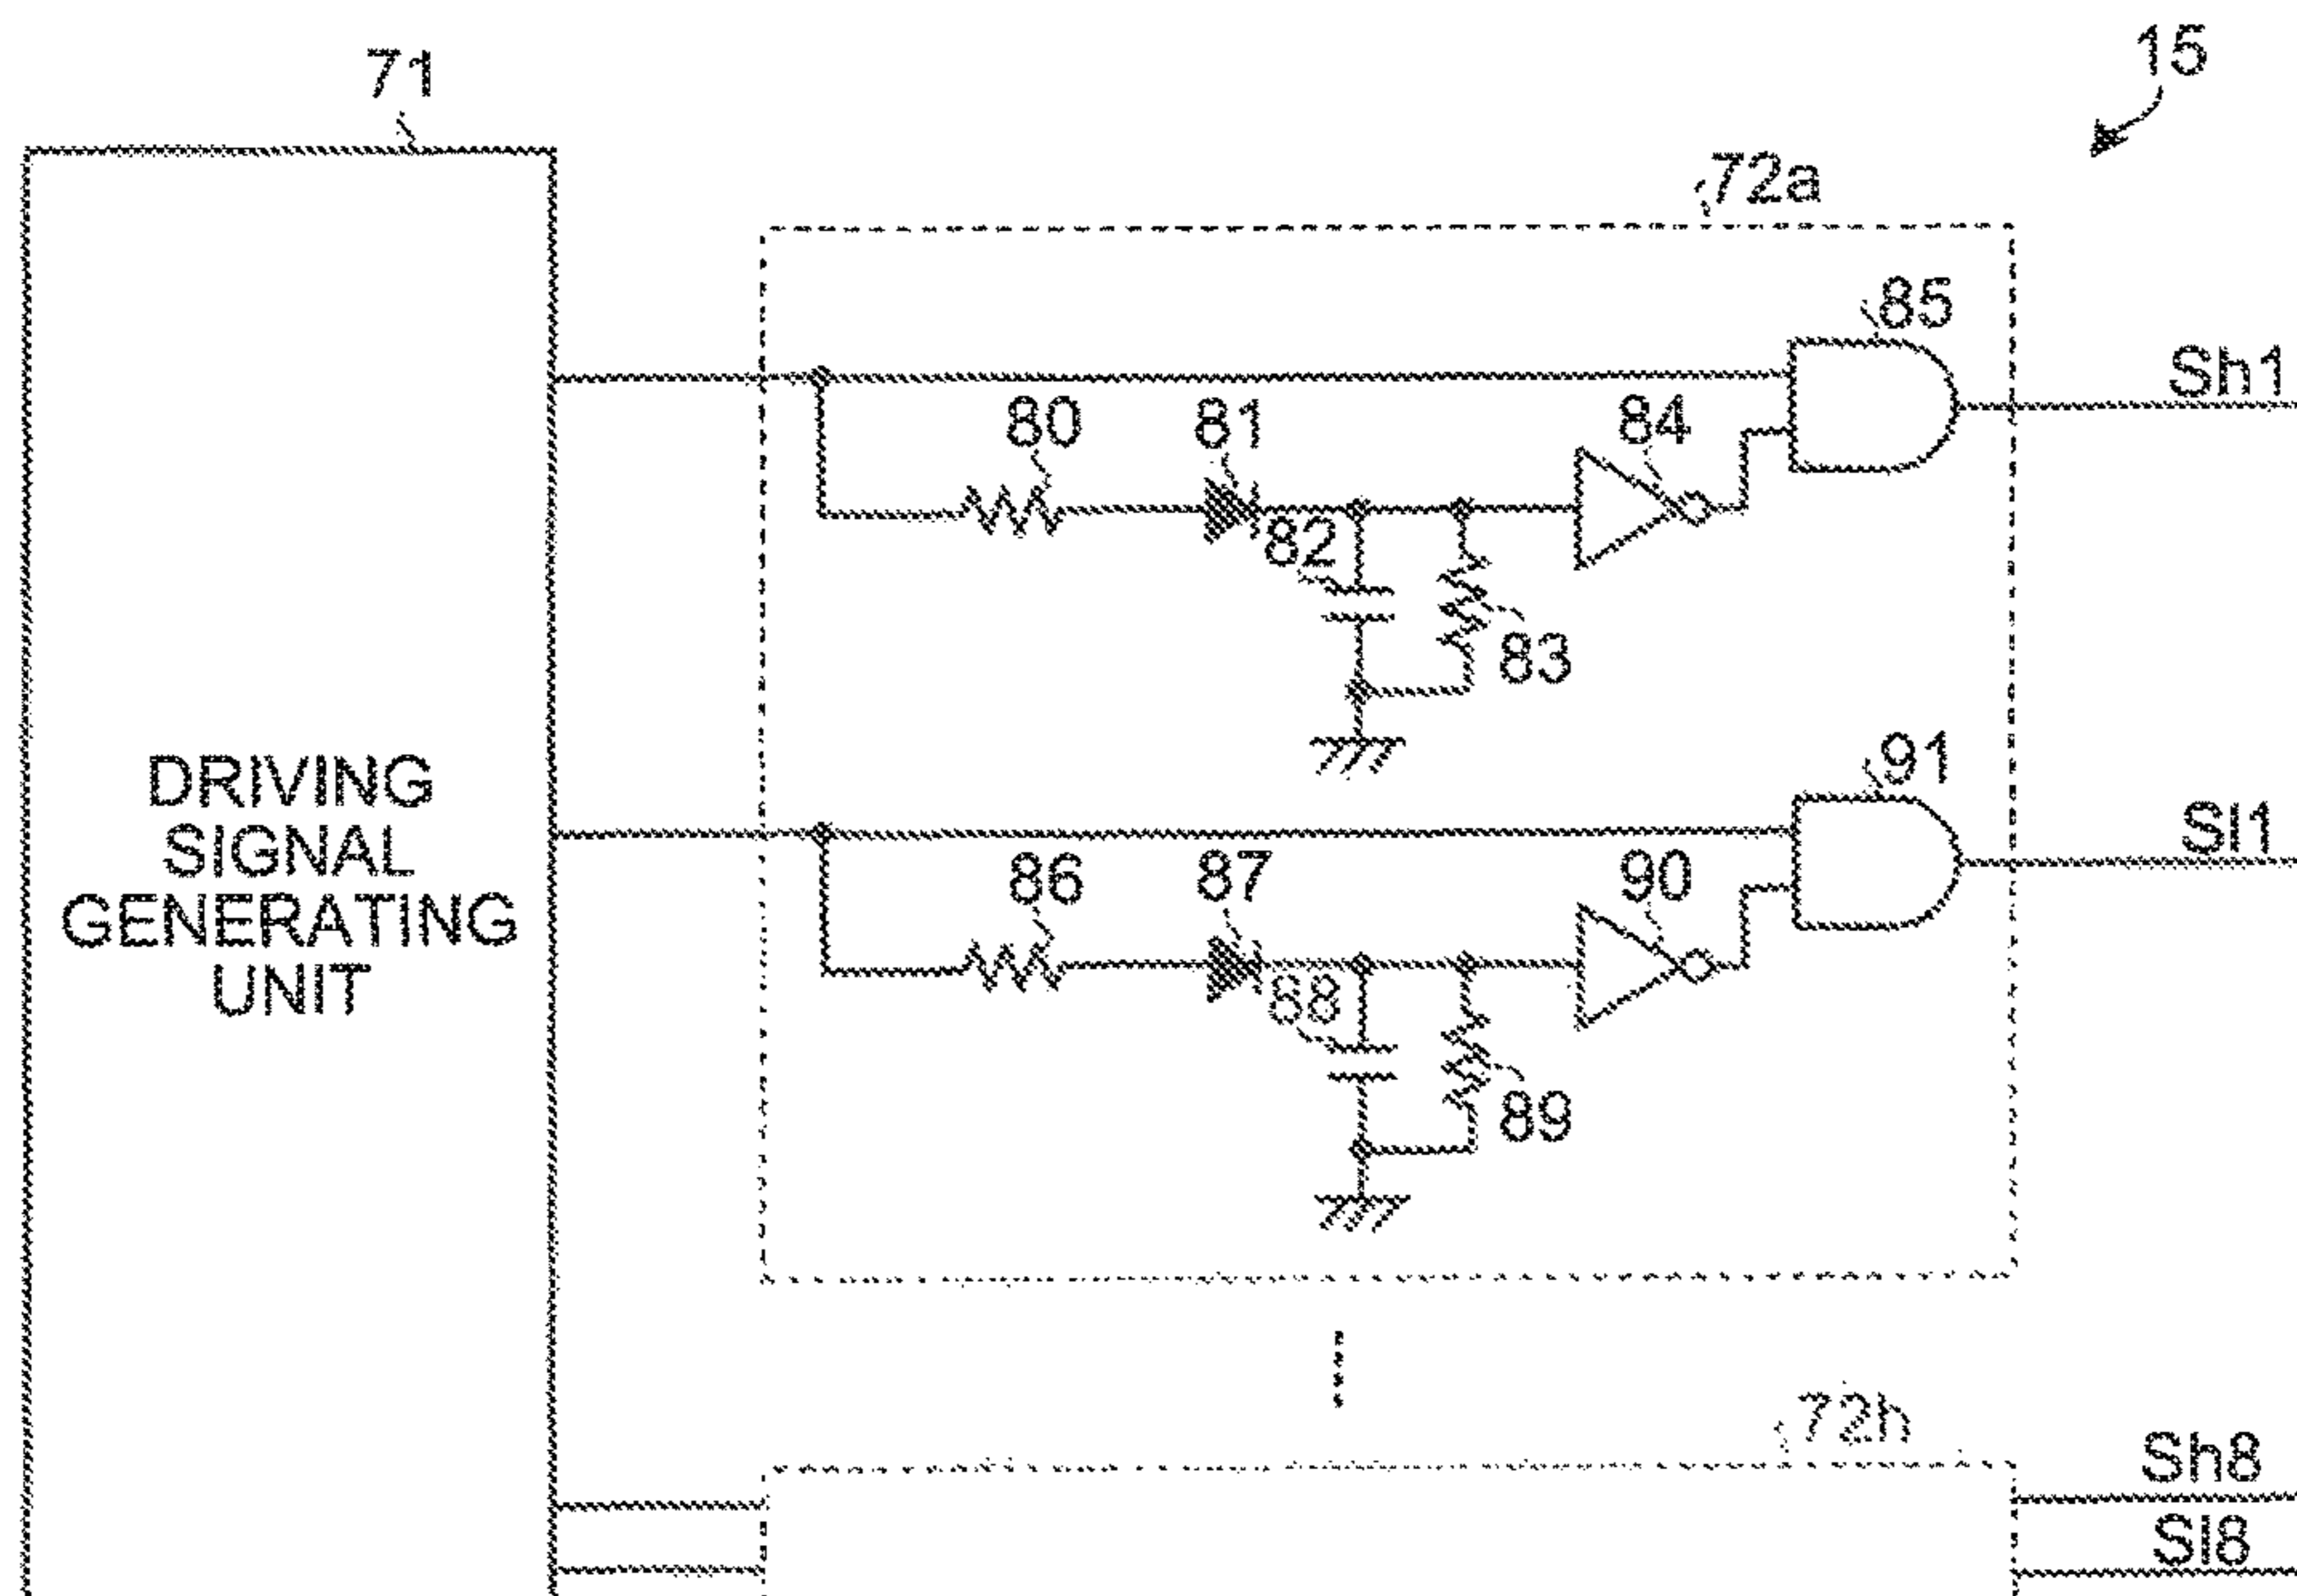 71
15
72a
85
Sh1
80
81
84
82
83
91
Sl1
DRIVING
SIGNAL
GENERATING
UNIT
86
87
90
88
89
72h
Sh8
Sl8